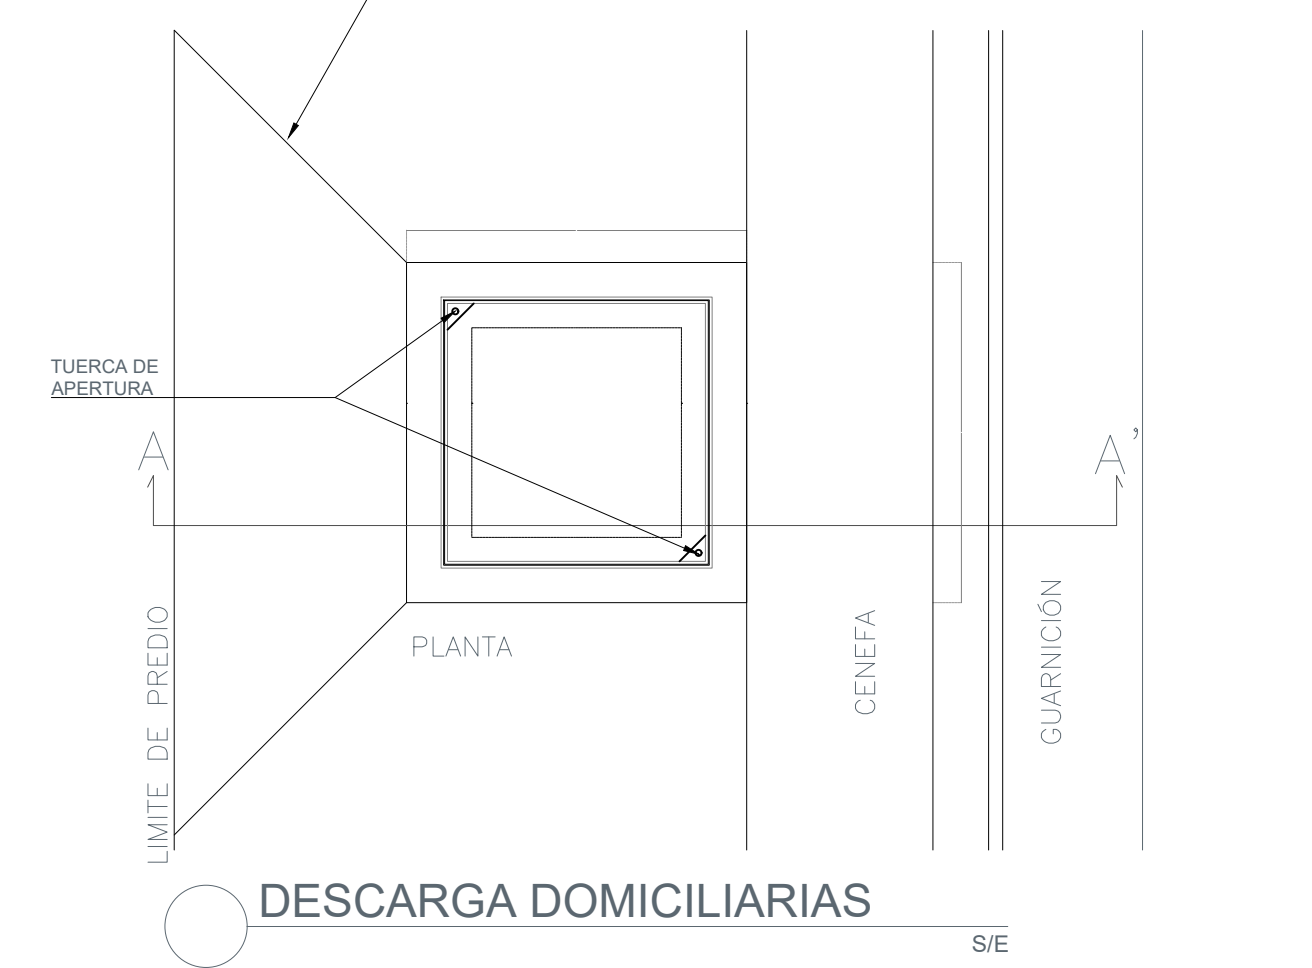 TUERCA DE
APERTURA
A
A'
LIMITE DE PREDIO
PLANTA
CENEFA
GUARNICIÓN
DESCARGA DOMICILIARIAS
S/E